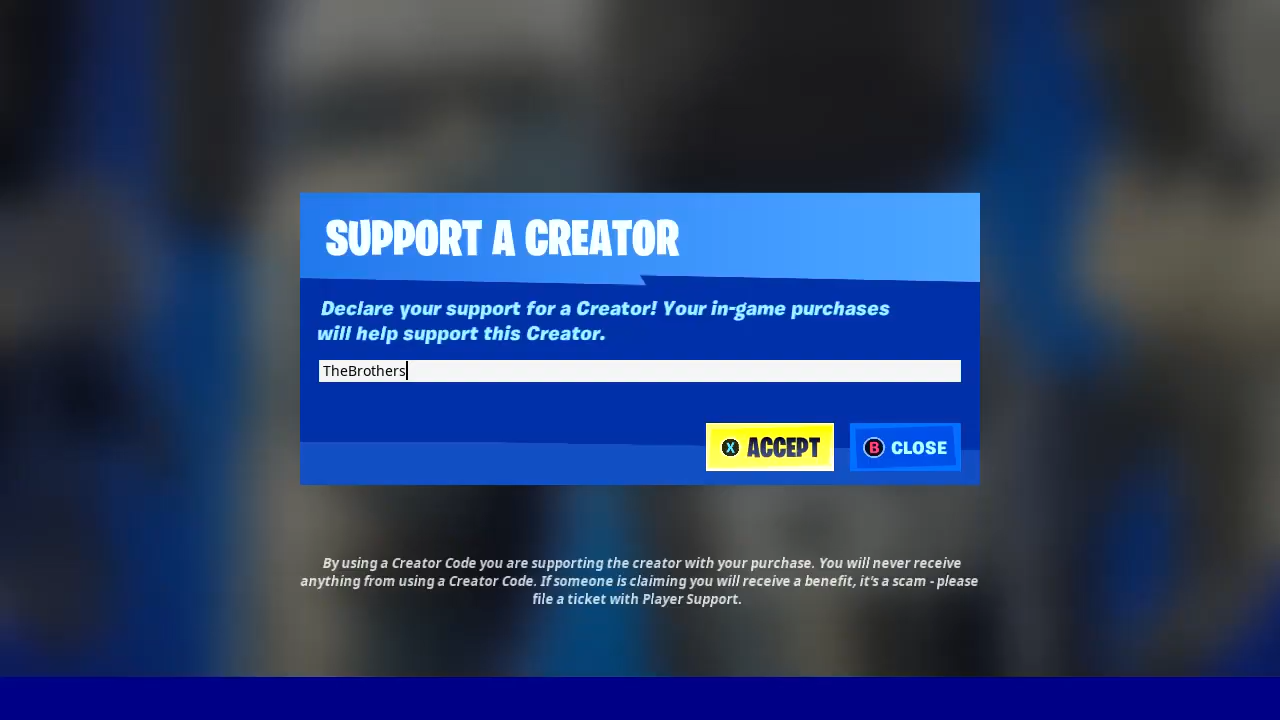 SUPPORT A CREATOR
Declare your support for a Creator! Your in-game purchases
will help support this Creator.
TheBrothers
X ACCEPT
B CLOSE
By using a Creator Code you are supporting the creator with your purchase. You will never receive
anything from using a Creator Code. If someone is claiming you will receive a benefit, it's a scam - please
file a ticket with Player Support.